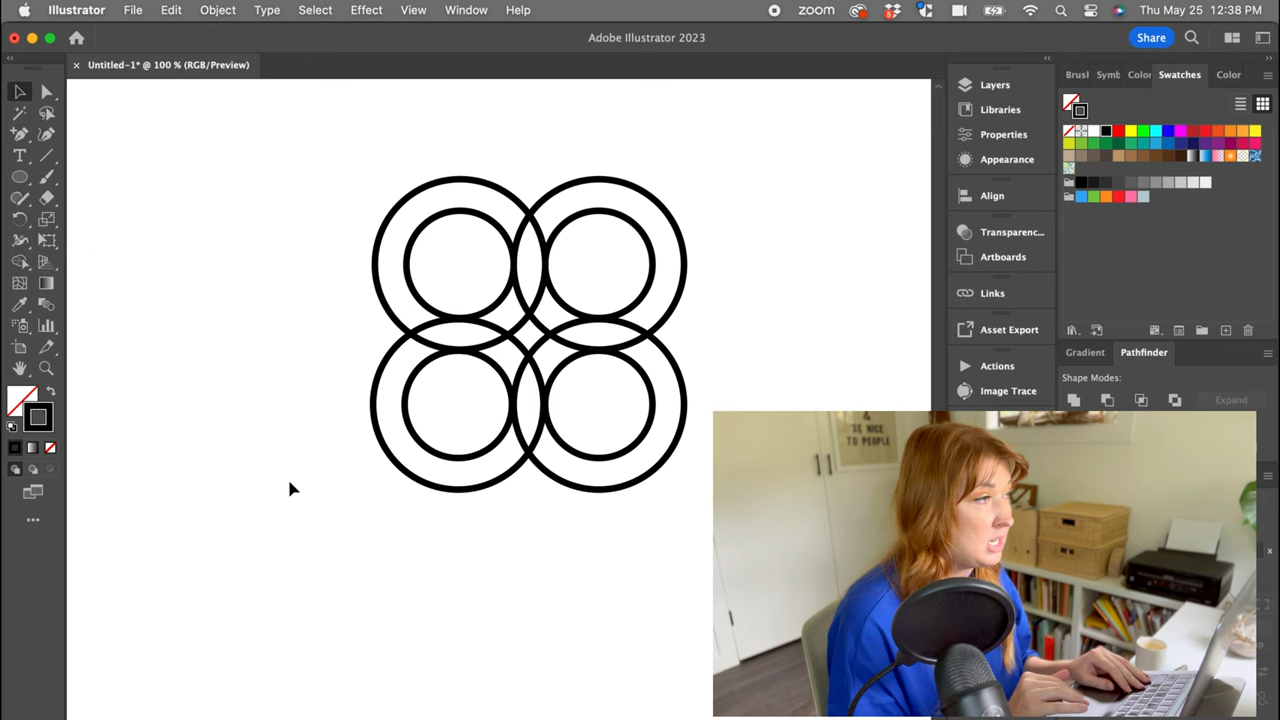 Illustrator File Edit Object Type Select Effect View Window Help zoom 5 Thu May 25 12:38 PM
Adobe Illustrator 2023 Share
× Untitled-1* @ 100 % (RGB/Preview)
Brusl Symb Color Swatches Color
Layers
Libraries
Properties
Appearance
Align
Transparenc...
Artboards
Links
Asset Export
Actions
Image Trace
Gradient Pathfinder
Shape Modes:
Expand
&
BE NICE
TO PEOPLE